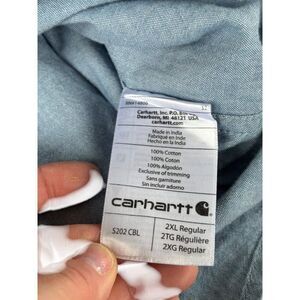 Carhartt, Inc. P.O. Box
Dearborn, MI 48121 USA
carhartt.com
Made in India
Fabriqué en Inde
Hecho en la India
100% Cotton
100% Coton
100% Algodón
Exclusive of trimming
Sans garniture
Sin incluir adorno
carhartt
S202 CBL
2XL Regular
2TG Régulière
2XG Regular